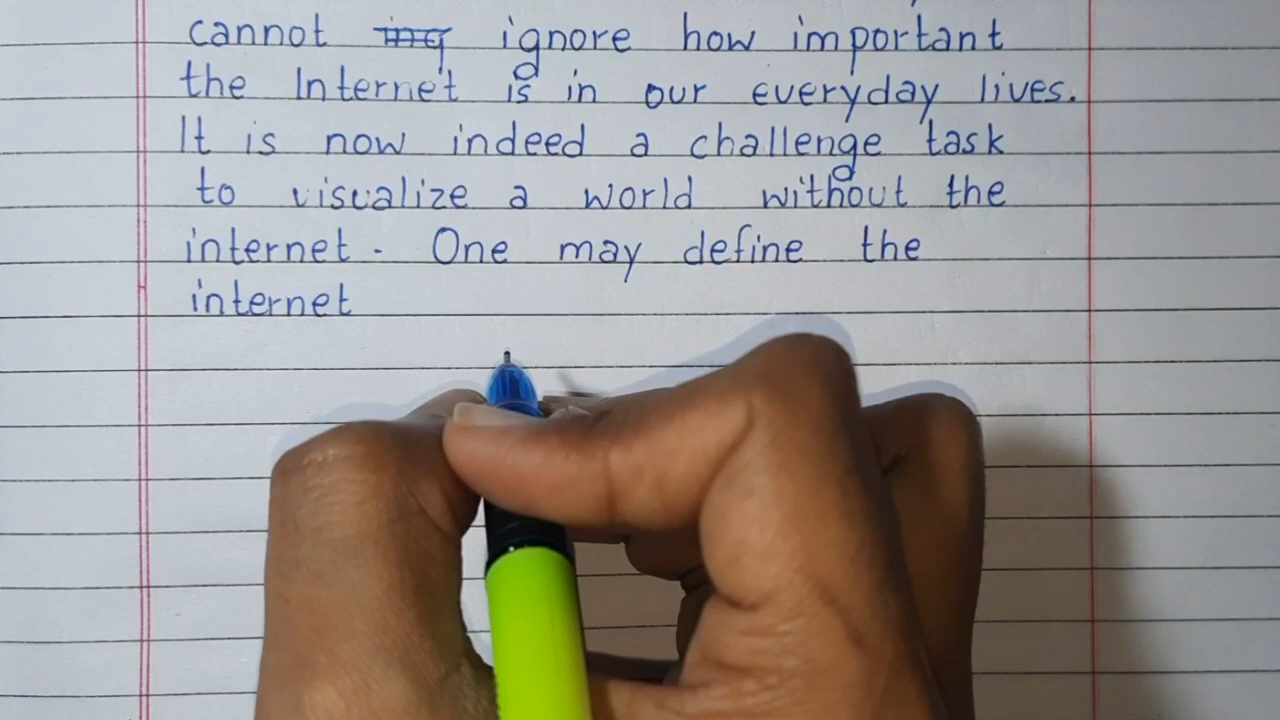 cannot ignore how important
the Internet is in our everyday lives.
It is now indeed a challenge task
to visualize a world without the
internet. One may define the
internet